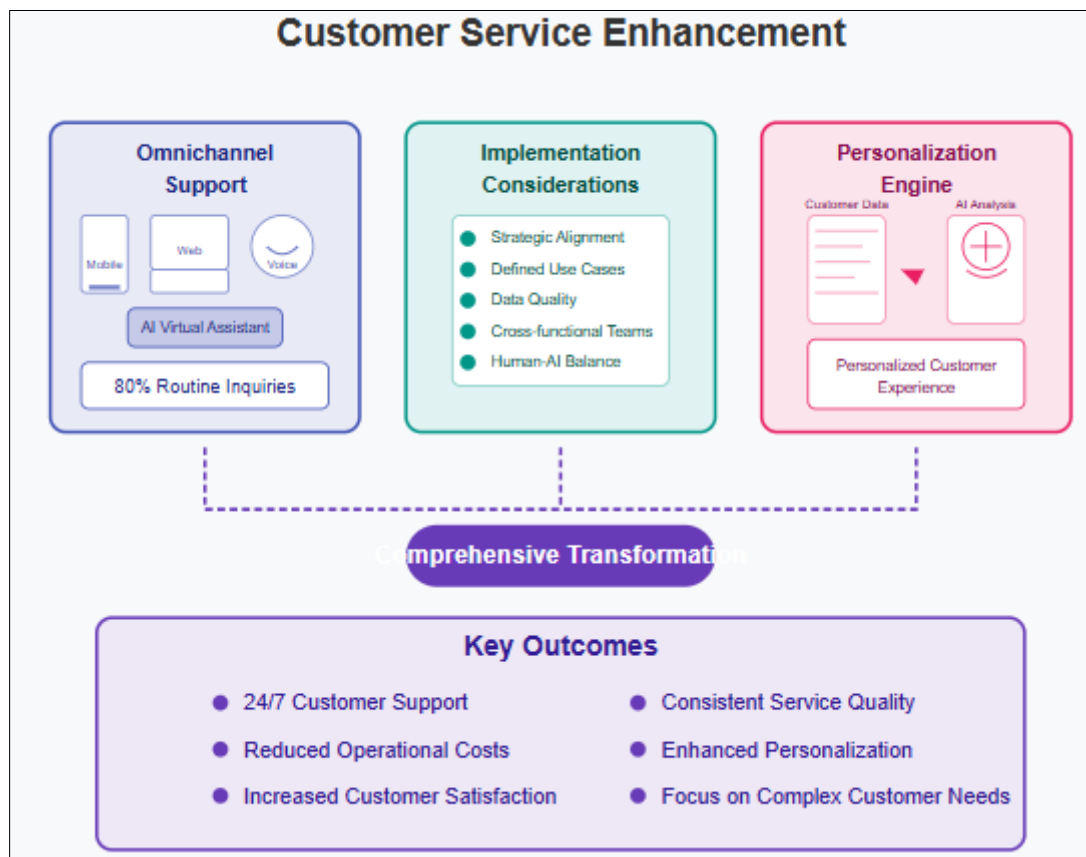 Customer Service Enhancement
Omnichannel
Support
Mobile
Web
Voice
AI Virtual Assistant
80% Routine Inquiries
Implementation
Considerations
Strategic Alignment
Defined Use Cases
Data Quality
Cross-functional Teams
Human-AI Balance
Personalization
Engine
Customer Data
AI Analysis
Personalized Customer
Experience
Comprehensive Transformation
Key Outcomes
24/7 Customer Support
Reduced Operational Costs
Increased Customer Satisfaction
Consistent Service Quality
Enhanced Personalization
Focus on Complex Customer Needs